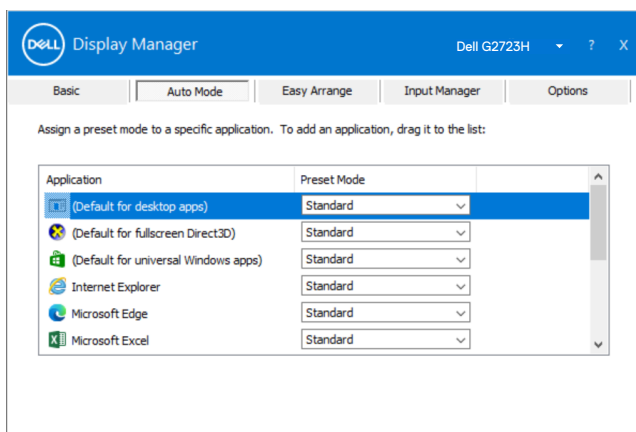 DELL Display Manager Dell G2723H ? X
Basic Auto Mode Easy Arrange Input Manager Options
Assign a preset mode to a specific application. To add an application, drag it to the list:
Application Preset Mode
(Default for desktop apps) Standard
(Default for fullscreen Direct3D) Standard
(Default for universal Windows apps) Standard
Internet Explorer Standard
Microsoft Edge Standard
Microsoft Excel Standard